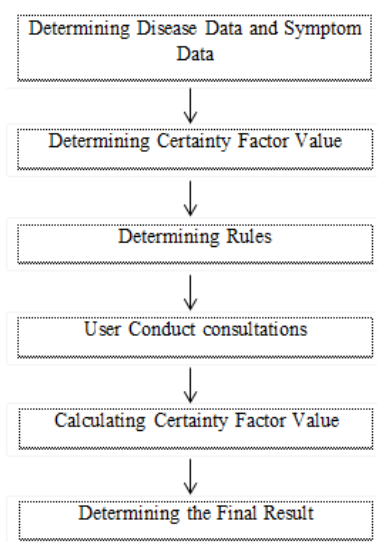 Determining Disease Data and Symptom
Data
Determining Certainty Factor Value
Determining Rules
User Conduct consultations
Calculating Certainty Factor Value
Determining the Final Result